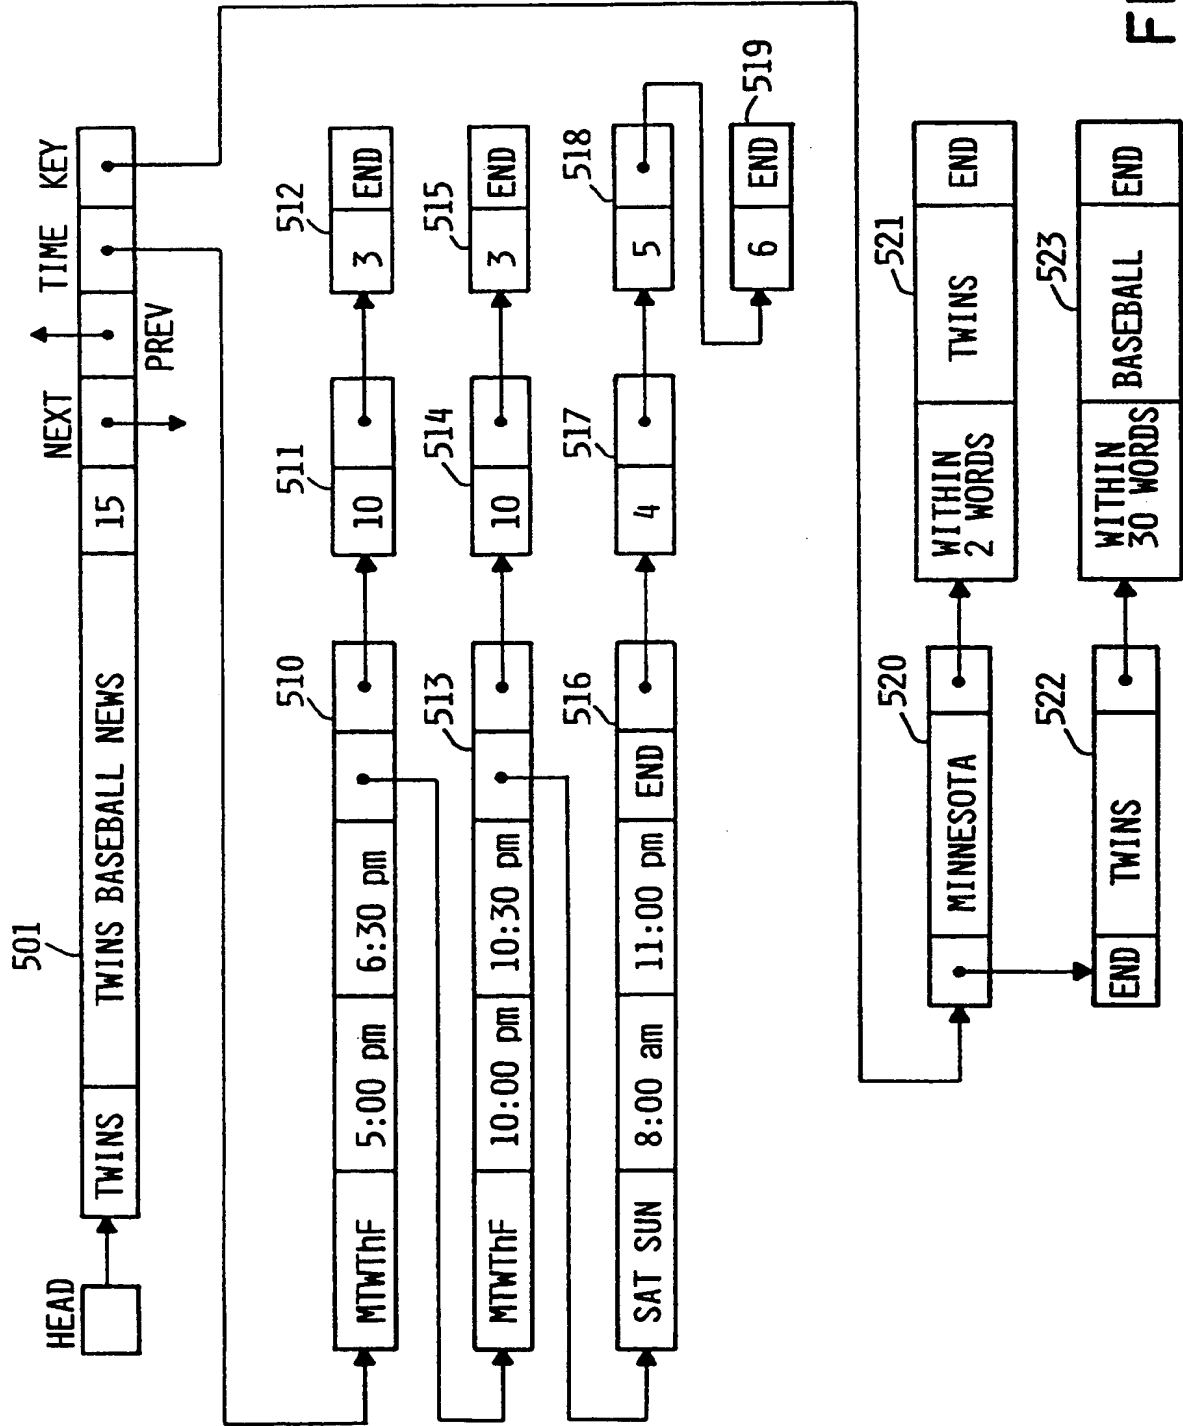 501
HEAD
NEXT
PREV
TIME
KEY
TWINS
TWINS BASEBALL NEWS
15
510
511
512
MTWThF
5:00 pm
6:30 pm
10
3
END
513
514
515
MTWThF
10:00 pm
10:30 pm
10
3
END
516
517
518
SAT SUN
8:00 am
11:00 pm
END
4
5
519
6
END
520
521
MINNESOTA
WITHIN
2 WORDS
TWINS
END
522
523
END
TWINS
WITHIN
30 WORDS
BASEBALL
END